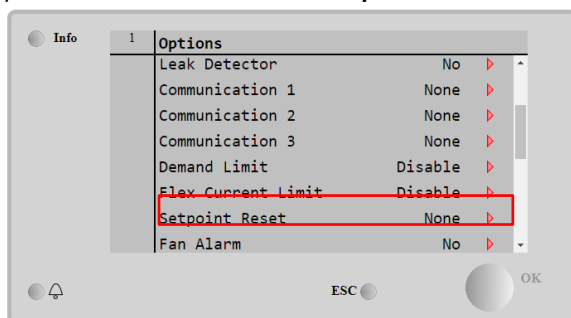 Info
1
Options
Leak Detector No
Communication 1 None
Communication 2 None
Communication 3 None
Demand Limit Disable
Flex Current Limit Disable
Setpoint Reset None
Fan Alarm No
ESC
OK